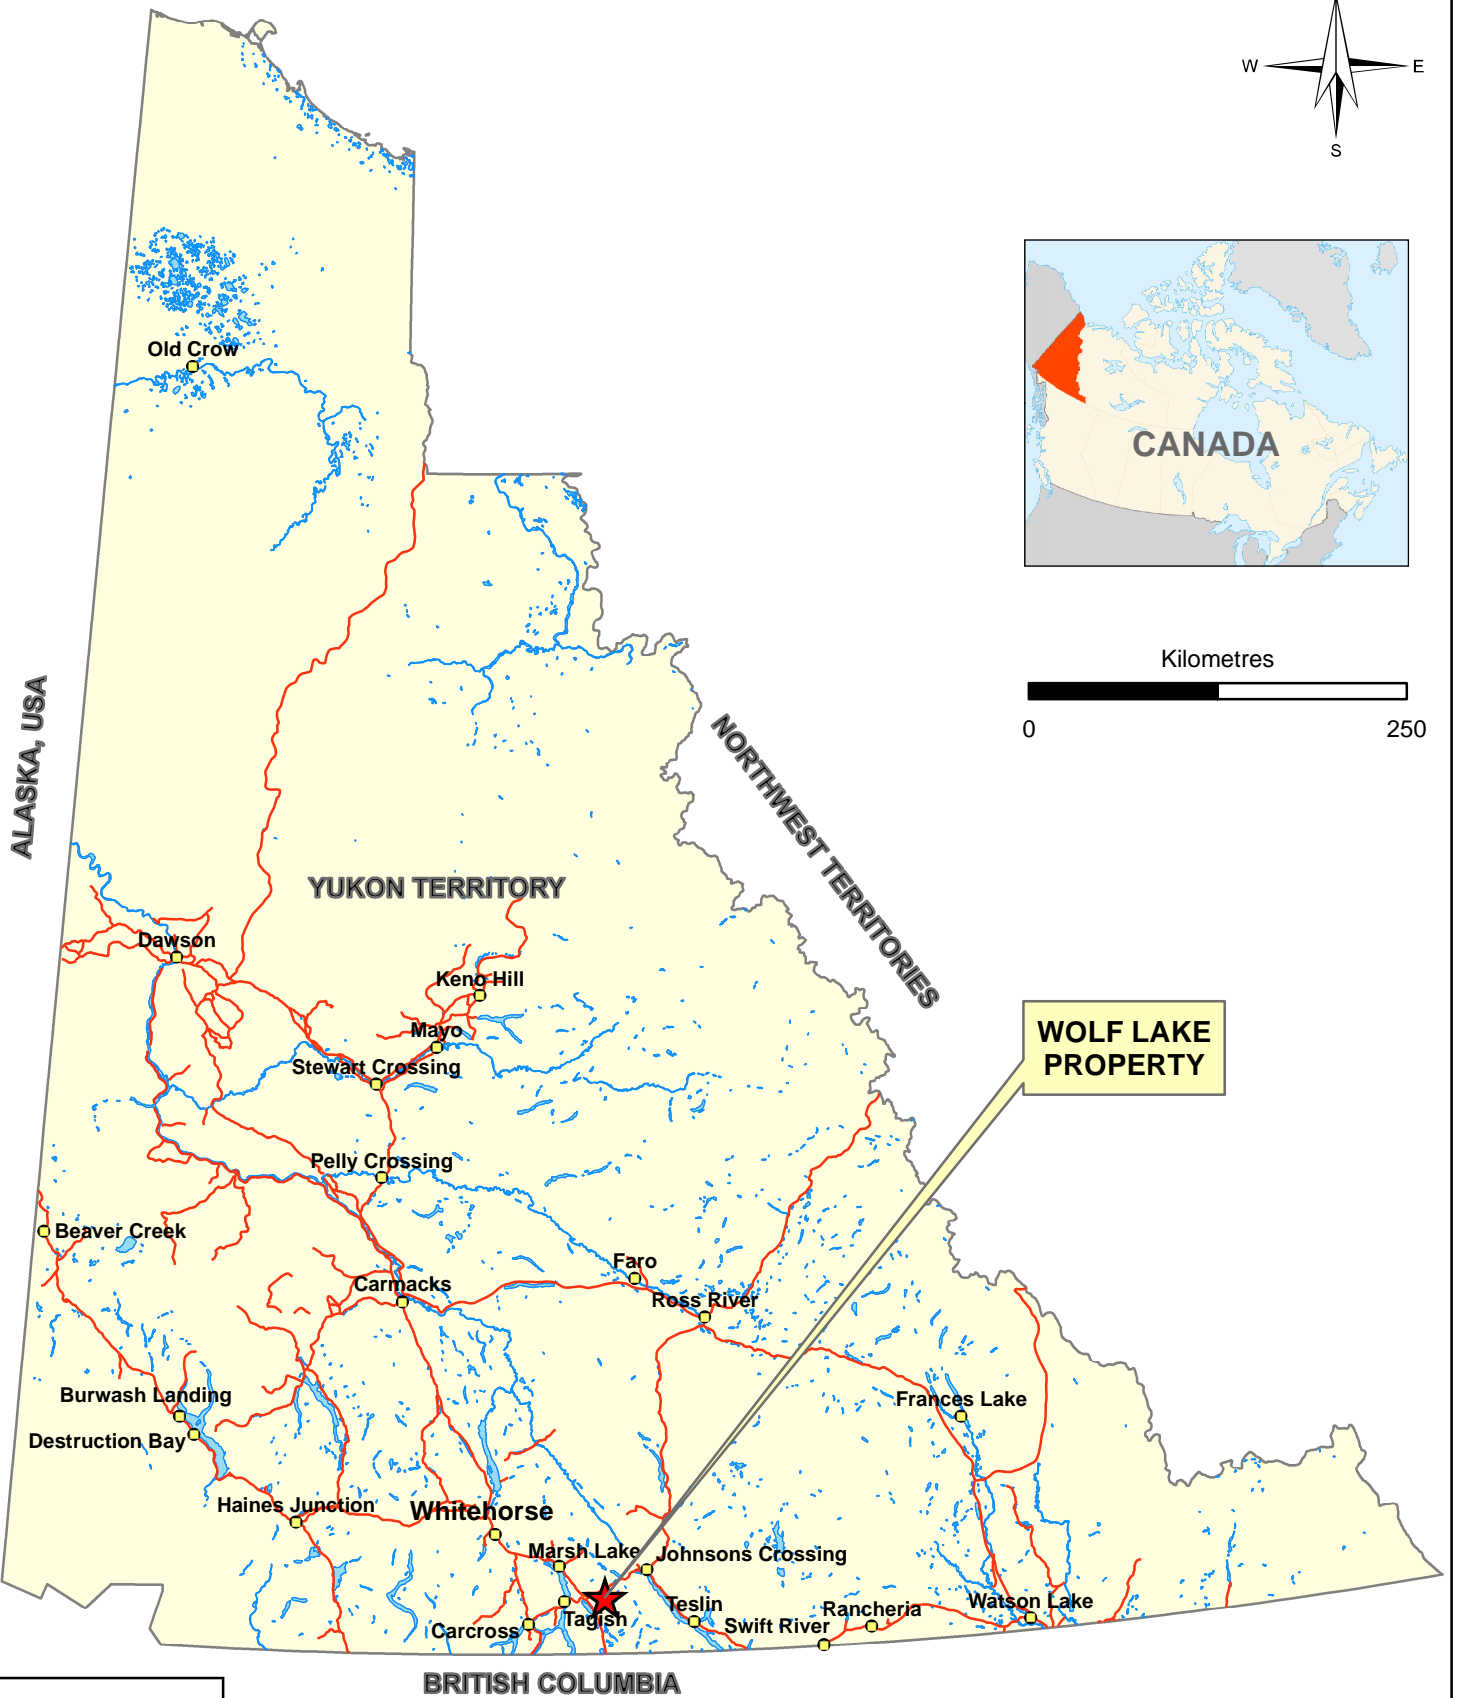 W
E
S
CANADA
Kilometres
0
250
Old Crow
ALASKA, USA
NORTHWEST TERRITORIES
YUKON TERRITORY
Dawson
Keno Hill
WOLF LAKE
PROPERTY
Mayo
Stewart Crossing
Pelly Crossing
Beaver Creek
Faro
Carmacks
Ross River
Burwash Landing
Frances Lake
Destruction Bay
Haines Junction
Whitehorse
Marsh Lake
Johnsons Crossing
Teslin
Watson Lake
Rancheria
Tagish
Swift River
Carcross
BRITISH COLUMBIA